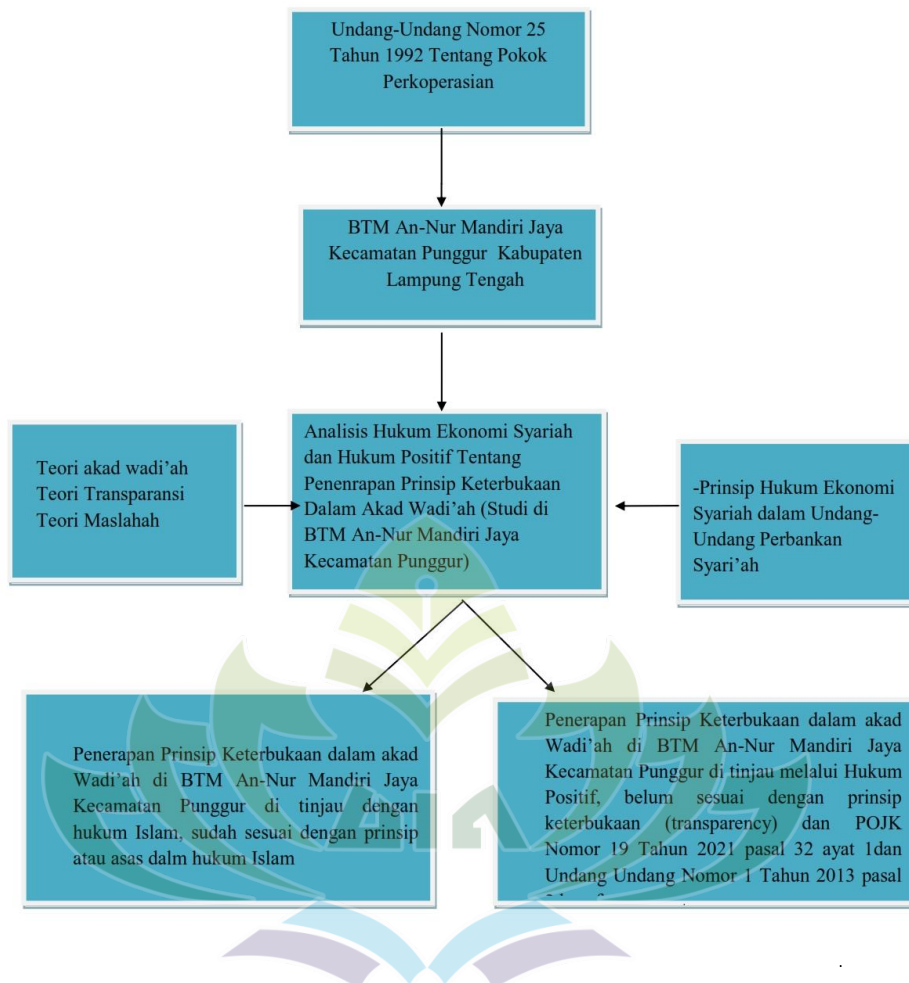 Undang-Undang Nomor 25
Tahun 1992 Tentang Pokok
Perkoperasian
BTM An-Nur Mandiri Jaya
Kecamatan Punggur Kabupaten
Lampung Tengah
Teori akad wadi’ah
Teori Transparansi
Teori Maslahah
Analisis Hukum Ekonomi Syariah
dan Hukum Positif Tentang
Penenrapan Prinsip Keterbukaan
Dalam Akad Wadi’ah (Studi di
BTM An-Nur Mandiri Jaya
Kecamatan Punggur)
-Prinsip Hukum Ekonomi
Syariah dalam Undang-
Undang Perbankan
Syari’ah
Penerapan Prinsip Keterbukaan dalam akad
Wadi’ah di BTM An-Nur Mandiri Jaya
Kecamatan Punggur di tinjau dengan
hukum Islam, sudah sesuai dengan prinsip
atau asas dalm hukum Islam
Penerapan Prinsip Keterbukaan dalam akad
Wadi’ah di BTM An-Nur Mandiri Jaya
Kecamatan Punggur di tinjau melalui Hukum
Positif, belum sesuai dengan prinsip
keterbukaan (transparency) dan POJK
Nomor 19 Tahun 2021 pasal 32 ayat 1dan
Undang Undang Nomor 1 Tahun 2013 pasal
.